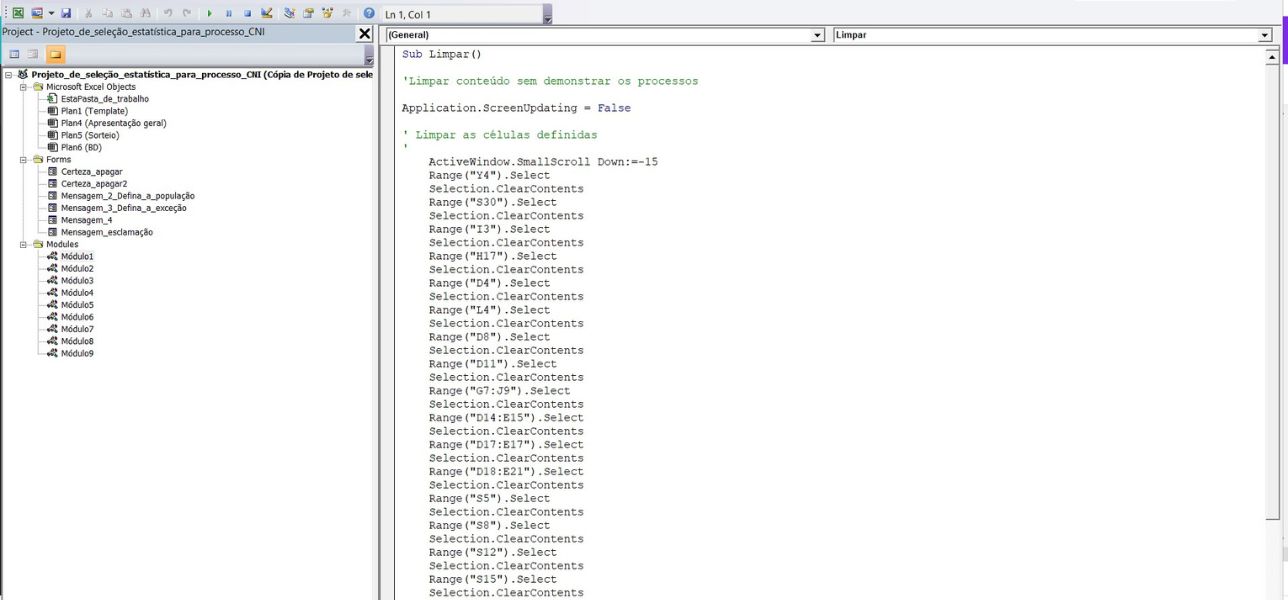 Ln 1, Col 1
Project - Projeto_de_seleção_estatística_para_processo_CNI
Projeto_de_seleção_estatística_para_processo_CNI (Cópia de Projeto de sele
Microsoft Excel Objects
EstaPasta_de_trabalho
Plan1 (Template)
Plan4 (Apresentação geral)
Plan5 (Sorteio)
Plan6 (BD)
Forms
Certeza_apagar
Certeza_apagar2
Mensagem_2_Defina_a_população
Mensagem_3_Defina_a_exceção
Mensagem_4
Mensagem_esclamação
Modules
Módulo1
Módulo2
Módulo3
Módulo4
Módulo5
Módulo6
Módulo7
Módulo8
Módulo9
(General)
Limpar
Sub Limpar()
'Limpar conteúdo sem demonstrar os processos
Application.ScreenUpdating = False
' Limpar as células definidas
'
ActiveWindow.SmallScroll Down:=-15
Range("Y4").Select
Selection.ClearContents
Range("S30").Select
Selection.ClearContents
Range("I3").Select
Selection.ClearContents
Range("H17").Select
Selection.ClearContents
Range("D4").Select
Selection.ClearContents
Range("L4").Select
Selection.ClearContents
Range("D8").Select
Selection.ClearContents
Range("D11").Select
Selection.ClearContents
Range("G7:J9").Select
Selection.ClearContents
Range("D14:E15").Select
Selection.ClearContents
Range("D17:E17").Select
Selection.ClearContents
Range("D18:E21").Select
Selection.ClearContents
Range("S5").Select
Selection.ClearContents
Range("S8").Select
Selection.ClearContents
Range("S12").Select
Selection.ClearContents
Range("S15").Select
Selection.ClearContents